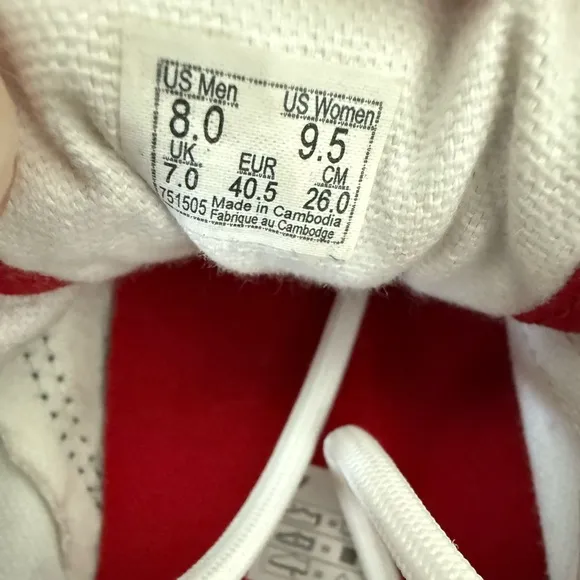 US Men US Women
8.0 9.5
UK EUR CM
7.0 40.5 26.0
751505 Made in Cambodia
Fabrique au Cambodge